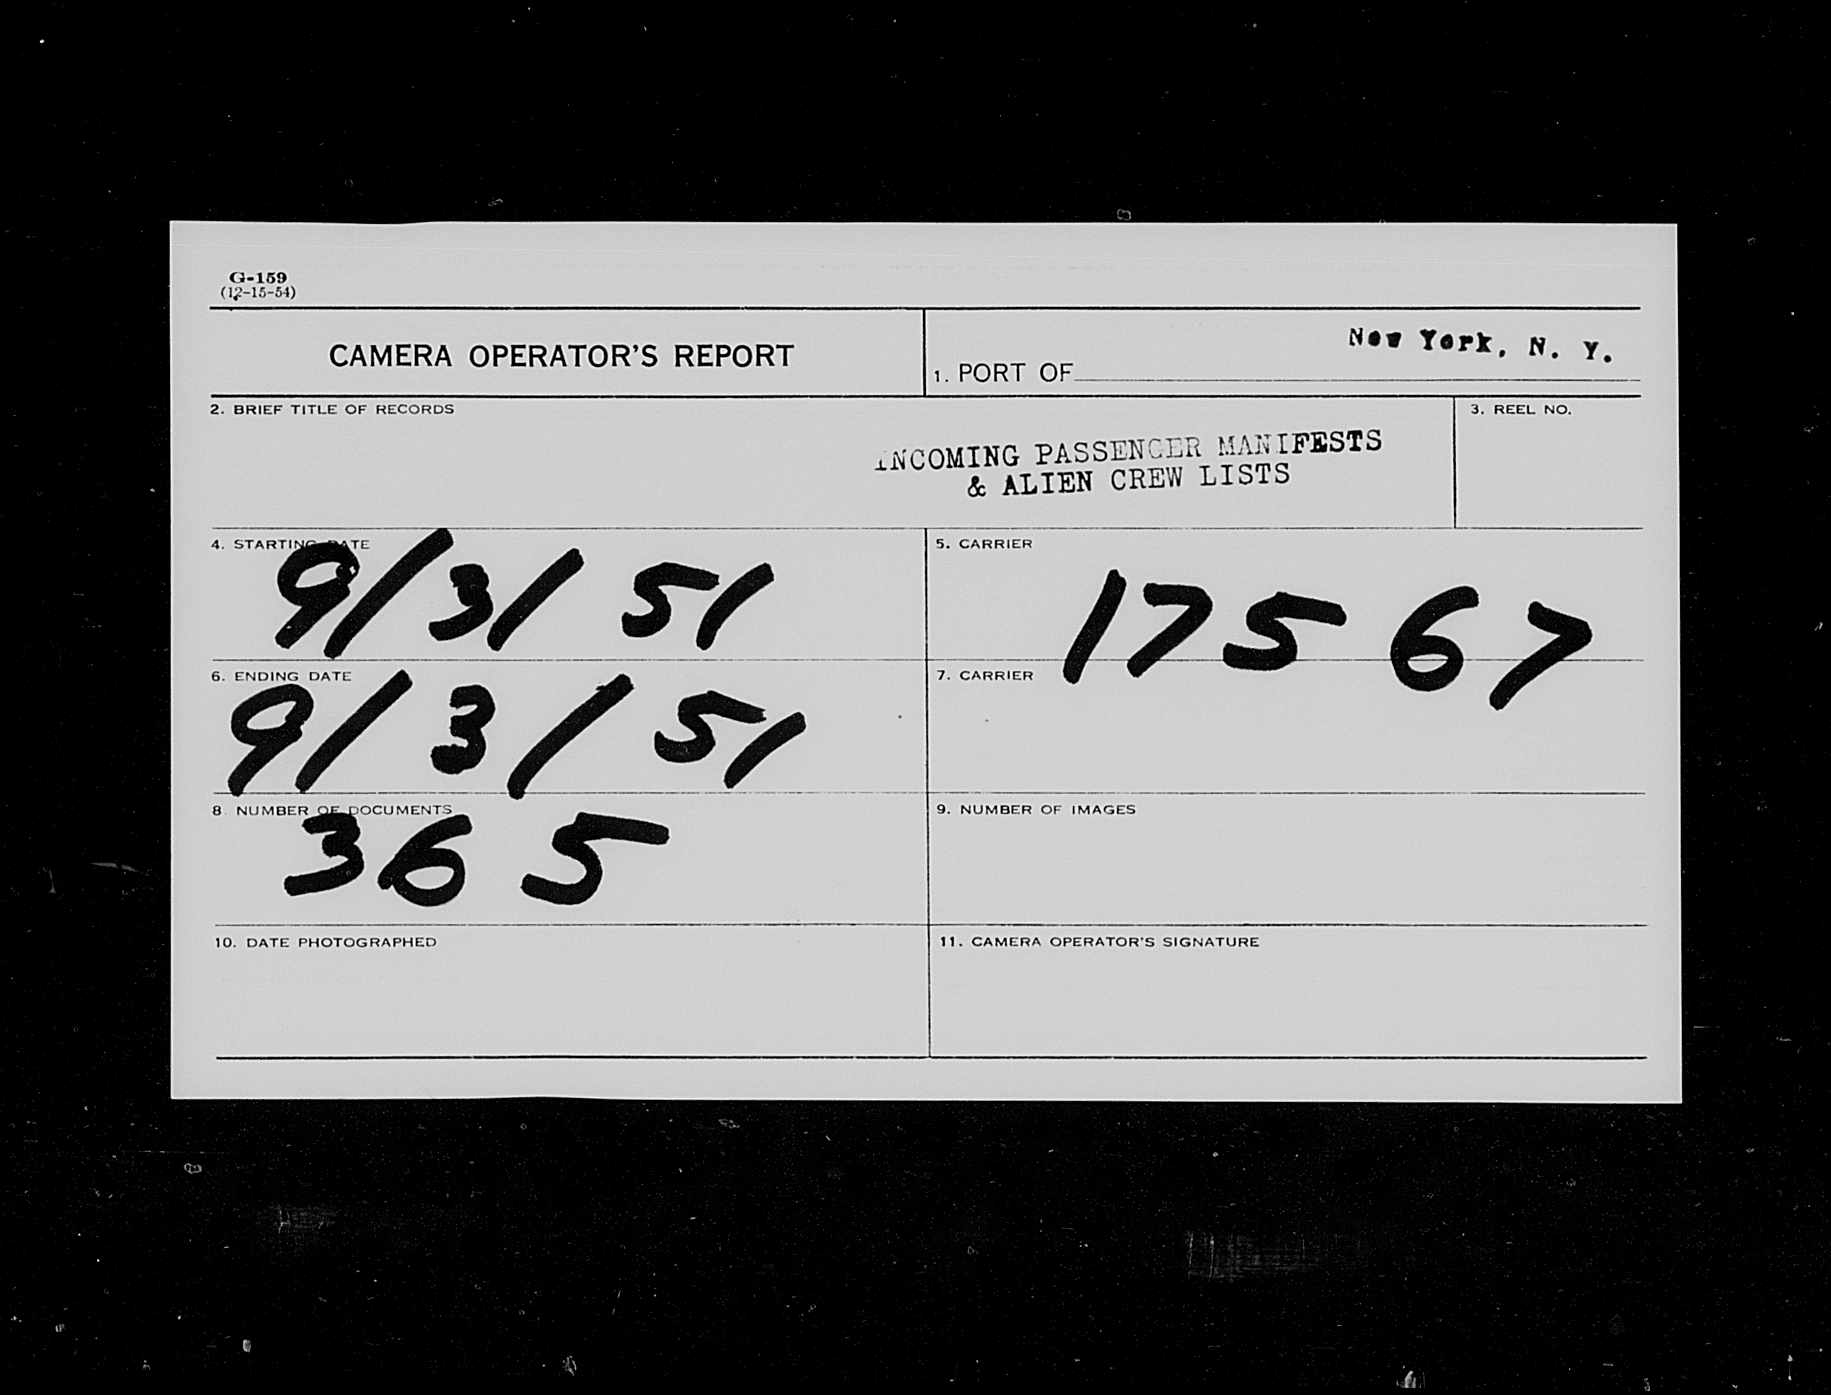 G-159
(12-15-54)
CAMERA OPERATOR'S REPORT
1. PORT OF New York, N. Y.
2. BRIEF TITLE OF RECORDS
INCOMING PASSENGER MANIFESTS
& ALIEN CREW LISTS
3. REEL NO.
4. STARTING DATE
9/3/51
5. CARRIER
17567
6. ENDING DATE
9/3/51
7. CARRIER
8. NUMBER OF DOCUMENTS
365
9. NUMBER OF IMAGES
10. DATE PHOTOGRAPHED
11. CAMERA OPERATOR'S SIGNATURE